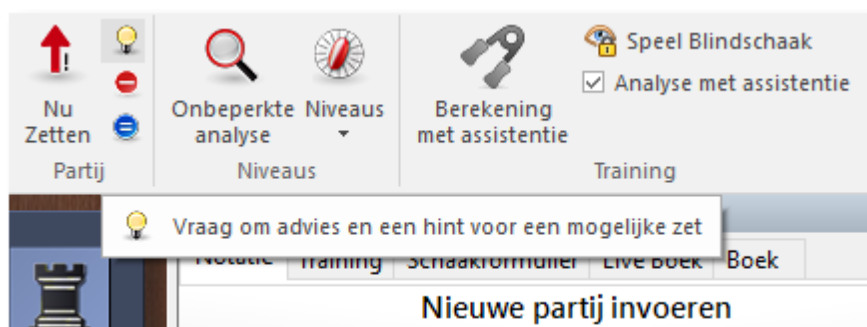 Speel Blindschaak
Analyse met assistentie
Nu
Zetten
Onbeperkte
analyse
Niveaus
Berekening
met assistentie
Partij
Niveaus
Training
Vraag om advies en een hint voor een mogelijke zet
Notatie Training Schaakformulier Live Boek Boek
Nieuwe partij invoeren